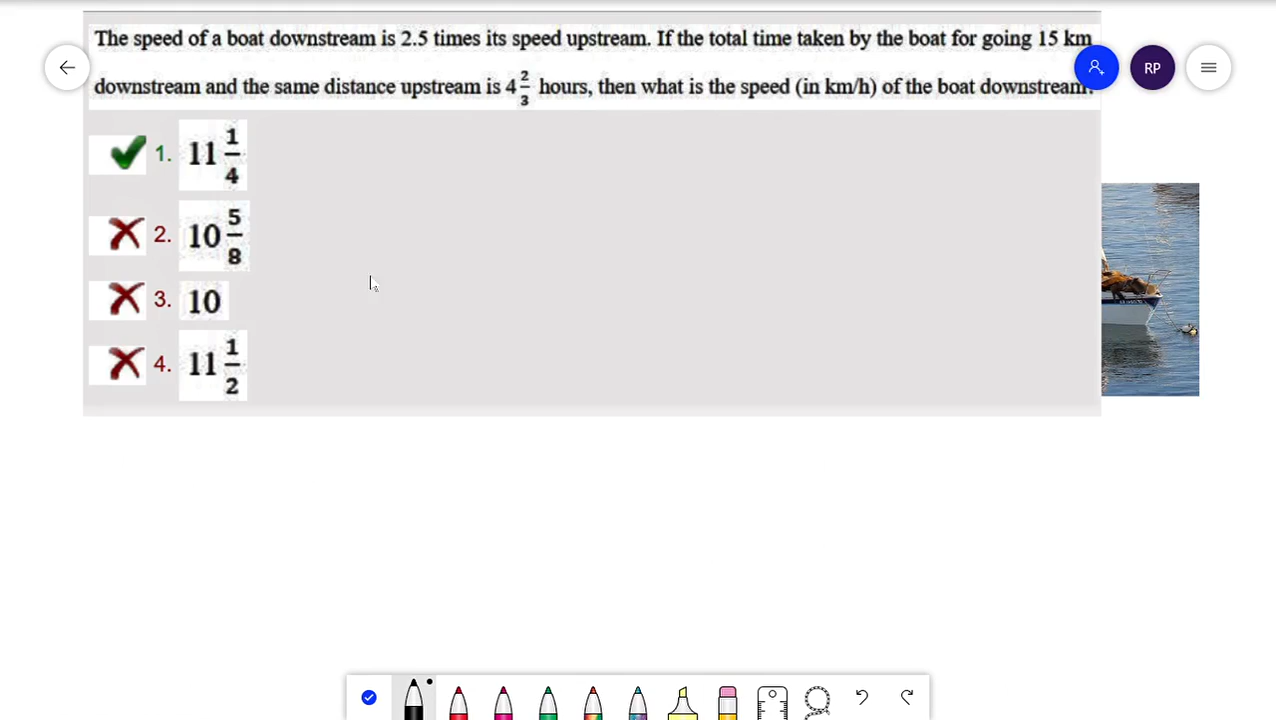 The speed of a boat downstream is 2.5 times its speed upstream. If the total time taken by the boat for going 15 km
downstream and the same distance upstream is 4 2/3 hours, then what is the speed (in km/h) of the boat downstream?
RP
1. 11 1/4
2. 10 5/8
3. 10
4. 11 1/2